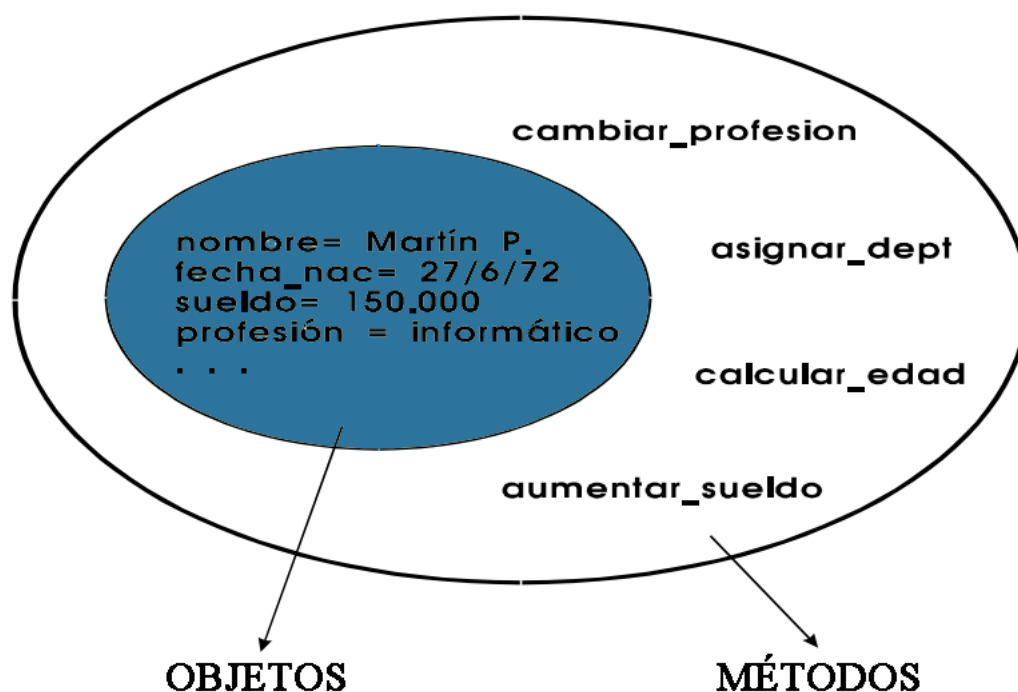 cambiar_profesion
nombre= Martín P.
fecha_nac= 27/6/72
sueldo= 150.000
profesión = informático
. . .
asignar_dept
calcular_edad
aumentar_sueldo
OBJETOS
MÉTODOS